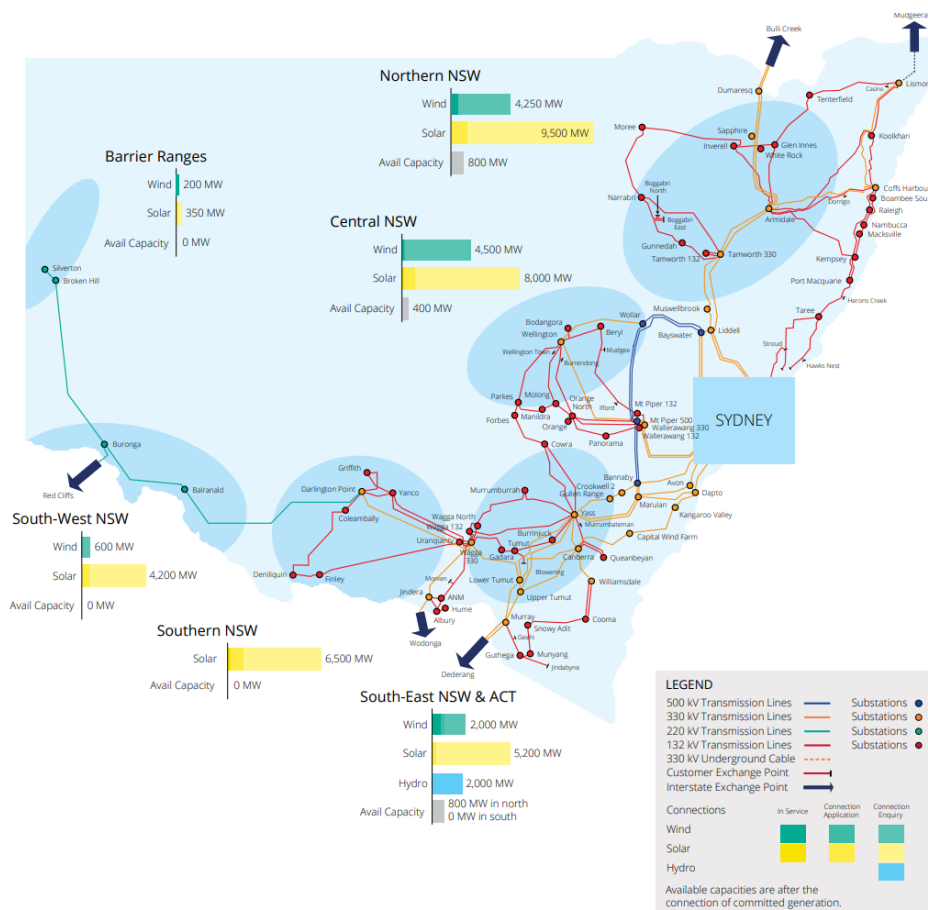 Mudgeeraba
Bulli Creek
Northern NSW
Wind 4,250 MW
Solar 9,500 MW
Avail Capacity 800 MW
Barrier Ranges
Wind 200 MW
Solar 350 MW
Avail Capacity 0 MW
Central NSW
Wind 4,500 MW
Solar 8,000 MW
Avail Capacity 400 MW
Dumaresq
Casino
Lismore
Tenterfield
Sapphire
Moree
Inverell
Glen Innes
White Rock
Koolkhan
Boggabri
North
Narrabri
Boggabri
East
Coffs Harbour
Boambee South
Dorrigo
Raleigh
Armidale
Nambucca
Macksville
Gunnedah
Tamworth 132
Tamworth 330
Kempsey
Port Macquarie
Silverton
Broken Hill
Herons Creek
Muswellbrook
Taree
Wollar
Liddell
Bodangora
Wellington
Beryl
Bayswater
Stroud
Hawks Nest
Wellington Town
Mudgee
Burrendong
Parkes
Molong
Orange
North
Ilford
Mt Piper 132
Forbes
Manildra
Orange
Mt Piper 500
Wallerawang 330
Wallerawang 132
Panorama
SYDNEY
Buronga
Cowra
Red Cliffs
Bairanald
Griffith
Darlington Point
Yanco
Coleambally
Murrumburrah
Crookwell 2
Gullen Range
Bannaby
Avon
Dapto
Marulan
Kangaroo Valley
Yass
Wagga North
Wagga 132
Murrumbateman
Capital Wind Farm
Uranquinty
Wagga
330
Burrinjuck
Tumut
Gadara
Canberra
Queanbeyan
Blowering
Deniliquin
Finley
Morven
Lower Tumut
Williamsdale
Upper Tumut
Jindera
ANM
Hume
Albury
Murray
Cooma
Snowy Adit
Wodonga
Geehi
Guthega
Munyang
Jindabyne
Dederang
South-West NSW
Wind 600 MW
Solar 4,200 MW
Avail Capacity 0 MW
Southern NSW
Solar 6,500 MW
Avail Capacity 0 MW
South-East NSW & ACT
Wind 2,000 MW
Solar 5,200 MW
Hydro 2,000 MW
Avail Capacity 800 MW in north
0 MW in south
LEGEND
500 kV Transmission Lines Substations
330 kV Transmission Lines Substations
220 kV Transmission Lines Substations
132 kV Transmission Lines Substations
330 kV Underground Cable
Customer Exchange Point
Interstate Exchange Point
Connections In Service Connection Application Connection Enquiry
Wind
Solar
Hydro
Available capacities are after the
connection of committed generation.